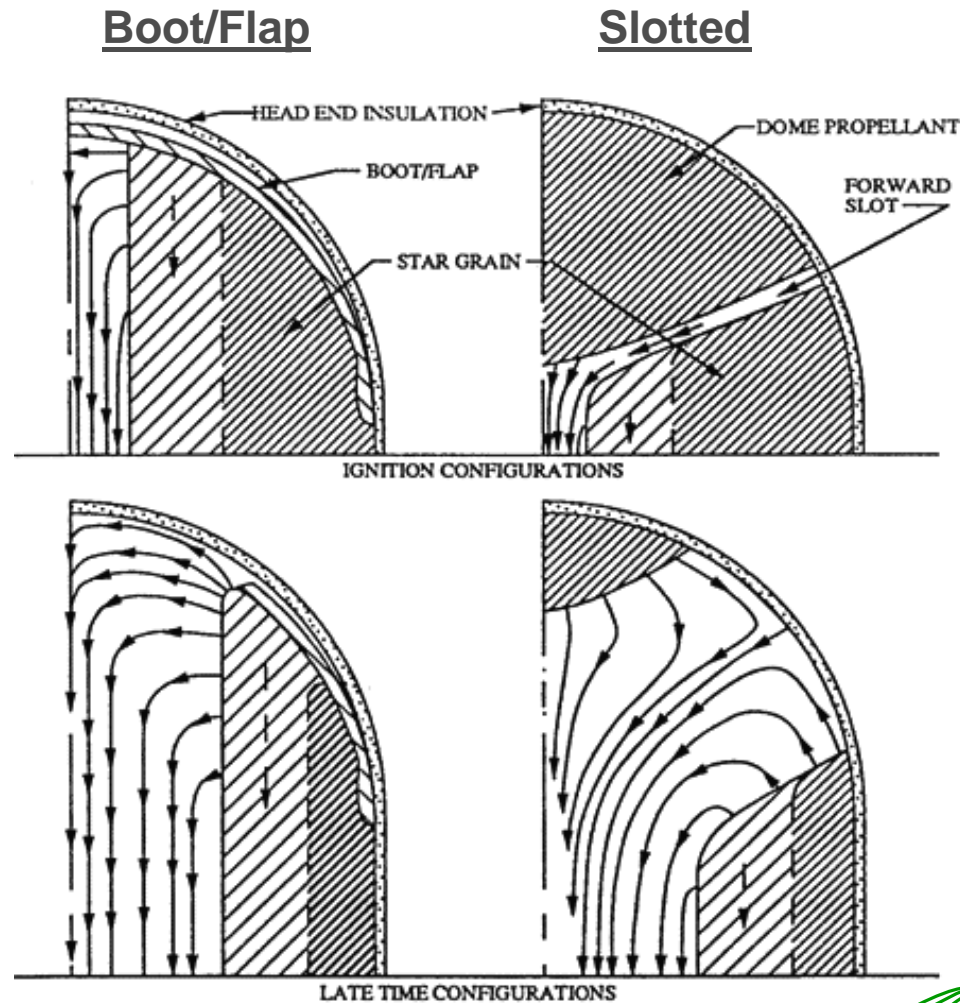 Boot/Flap
Slotted
HEAD END INSULATION
DOME PROPELLANT
BOOT/FLAP
FORWARD
SLOT
STAR GRAIN
IGNITION CONFIGURATIONS
LATE TIME CONFIGURATIONS